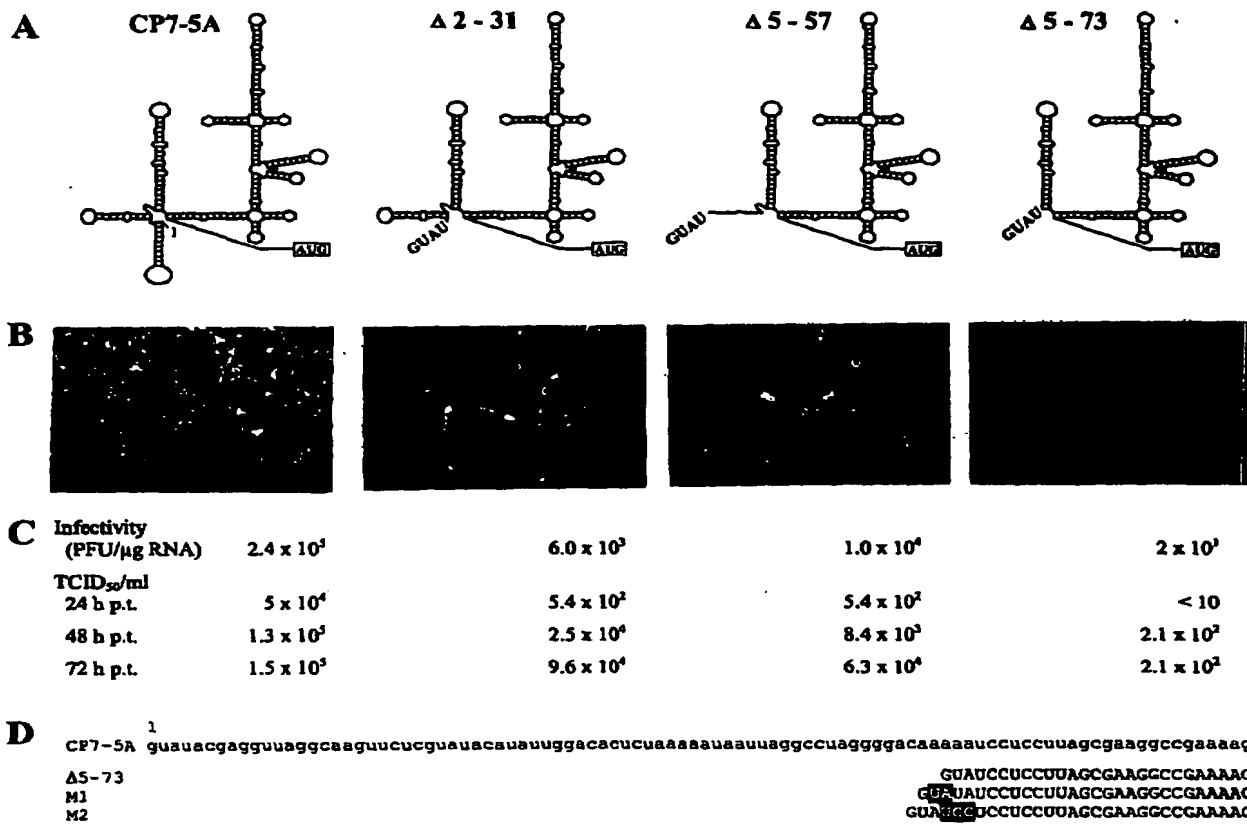 A
CP7-5A
Δ 2 - 31
Δ 5 - 57
Δ 5 - 73
1
AUG
GUAU
AUG
GUAU
AUG
GUAU
AUG
B
C
Infectivity
(PFU/µg RNA) 2.4 x 10⁵ 6.0 x 10³ 1.0 x 10⁴ 2 x 10¹
TCID₅₀/ml
24 h p.t. 5 x 10⁴ 5.4 x 10² 5.4 x 10² < 10
48 h p.t. 1.3 x 10⁵ 2.5 x 10⁴ 8.4 x 10³ 2.1 x 10²
72 h p.t. 1.5 x 10⁵ 9.6 x 10⁴ 6.3 x 10⁴ 2.1 x 10²
D
1
CP7-5A guauacgagguuaggcaaguucucguauacauauuggacacucuaaaaauaauuaggccuaggggacaaaaauccuccuuagcgaaggccgaaaag
Δ5-73 GUAUCCUCCUUAGCGAAGGCCGAAAAG
M1 GUAUAUCCUCCUUAGCGAAGGCCGAAAAG
M2 GUAGCCUCCUCCUUAGCGAAGGCCGAAAAG